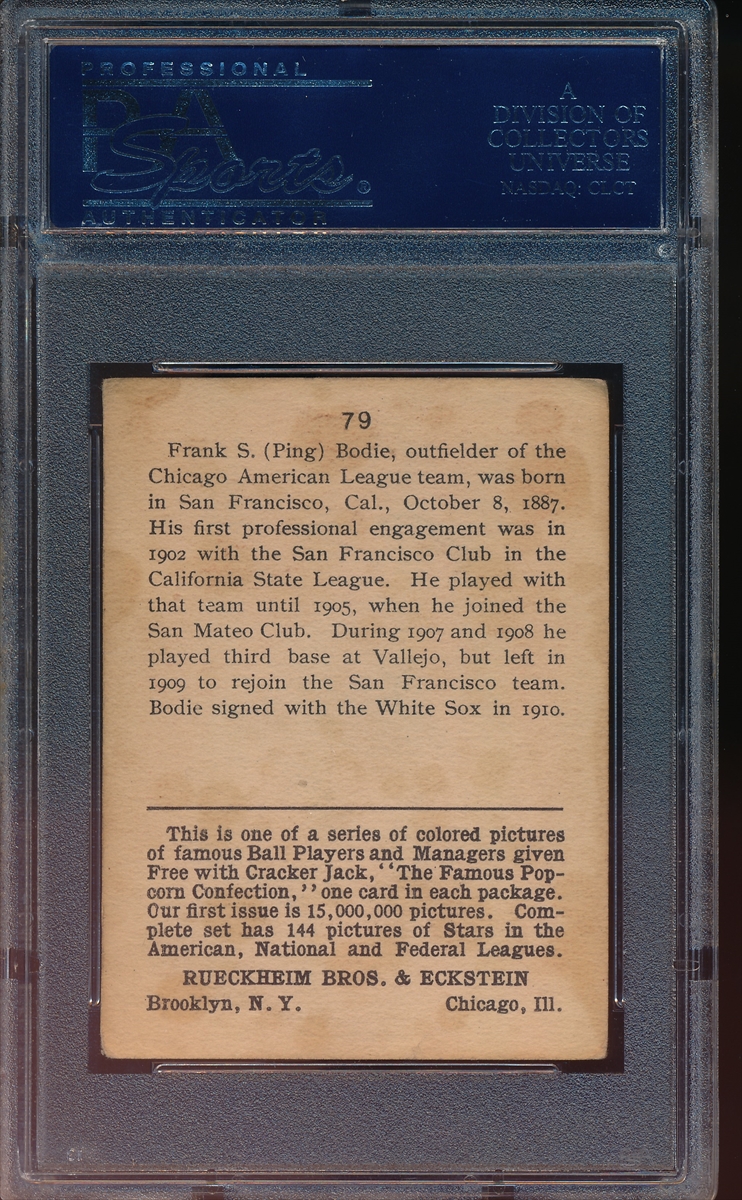 PROFESSIONAL
PSA
Sports®
AUTHENTICATOR
A
DIVISION OF
COLLECTORS
UNIVERSE
NASDAQ: CLCT
79
Frank S. (Ping) Bodie, outfielder of the
Chicago American League team, was born
in San Francisco, Cal., October 8, 1887.
His first professional engagement was in
1902 with the San Francisco Club in the
California State League. He played with
that team until 1905, when he joined the
San Mateo Club. During 1907 and 1908 he
played third base at Vallejo, but left in
1909 to rejoin the San Francisco team.
Bodie signed with the White Sox in 1910.
This is one of a series of colored pictures
of famous Ball Players and Managers given
Free with Cracker Jack, “The Famous Pop-
corn Confection,” one card in each package.
Our first issue is 15,000,000 pictures. Com-
plete set has 144 pictures of Stars in the
American, National and Federal Leagues.
RUECKHEIM BROS. & ECKSTEIN
Brooklyn, N. Y. Chicago, Ill.